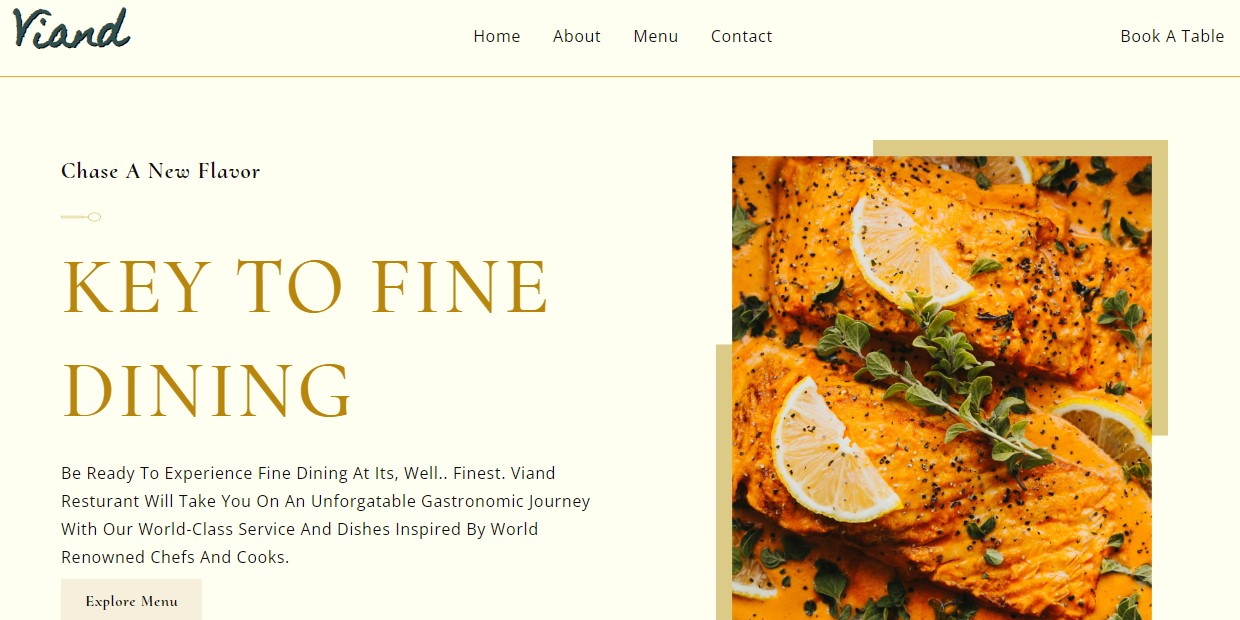 Viand
Home About Menu Contact
Book A Table
Chase A New Flavor
KEY TO FINE
DINING
Be Ready To Experience Fine Dining At Its, Well.. Finest. Viand
Resturant Will Take You On An Unforgatable Gastronomic Journey
With Our World-Class Service And Dishes Inspired By World
Renowned Chefs And Cooks.
Explore Menu